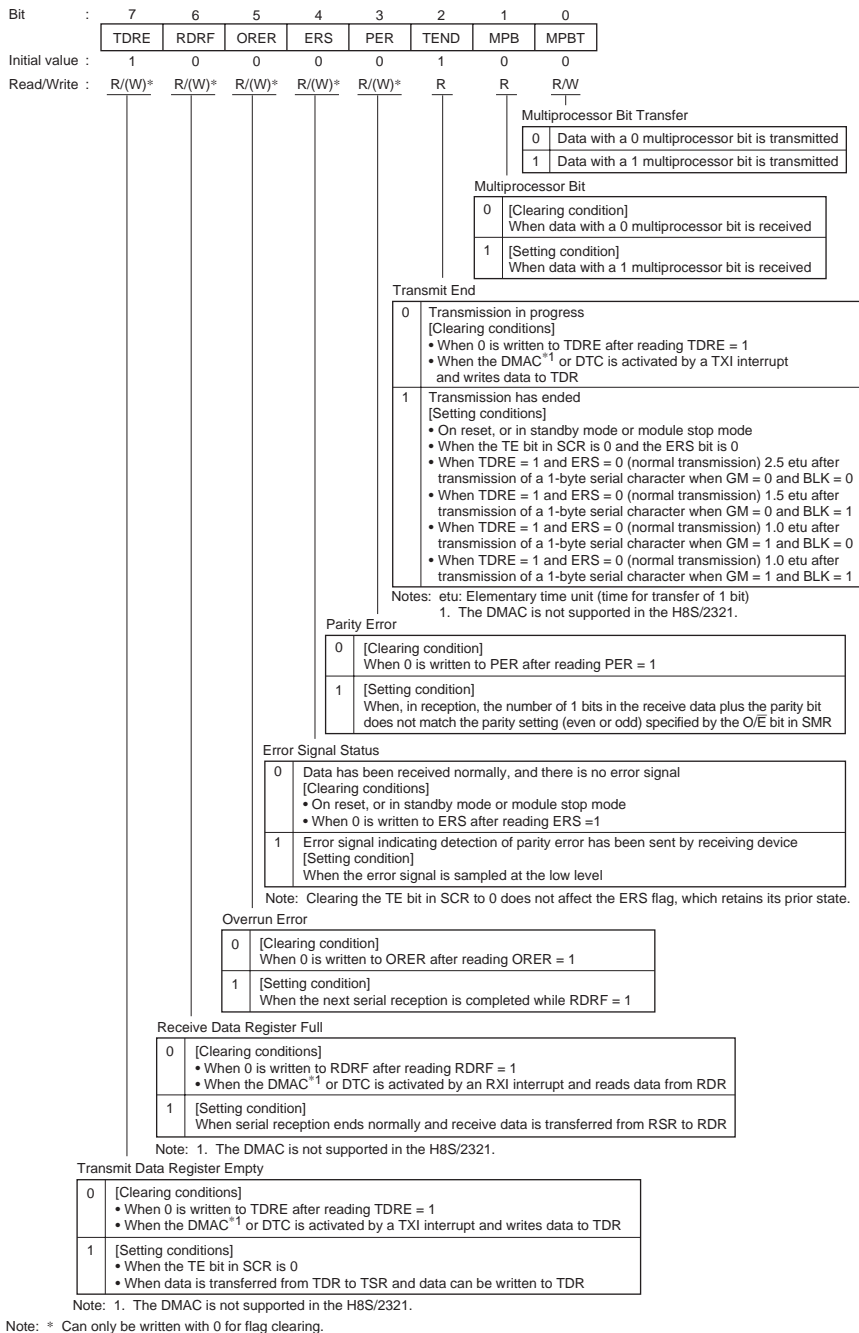 Bit : 7 6 5 4 3 2 1 0
TDRE RDRF ORER ERS PER TEND MPB MPBT
Initial value : 1 0 0 0 0 1 0 0
Read/Write : R/(W)* R/(W)* R/(W)* R/(W)* R/(W)* R R R/W
Multiprocessor Bit Transfer
0 Data with a 0 multiprocessor bit is transmitted
1 Data with a 1 multiprocessor bit is transmitted
Multiprocessor Bit
0 [Clearing condition]
When data with a 0 multiprocessor bit is received
1 [Setting condition]
When data with a 1 multiprocessor bit is received
Transmit End
0 Transmission in progress
[Clearing conditions]
• When 0 is written to TDRE after reading TDRE = 1
• When the DMAC*1 or DTC is activated by a TXI interrupt
and writes data to TDR
1 Transmission has ended
[Setting conditions]
• On reset, or in standby mode or module stop mode
• When the TE bit in SCR is 0 and the ERS bit is 0
• When TDRE = 1 and ERS = 0 (normal transmission) 2.5 etu after
transmission of a 1-byte serial character when GM = 0 and BLK = 0
• When TDRE = 1 and ERS = 0 (normal transmission) 1.5 etu after
transmission of a 1-byte serial character when GM = 0 and BLK = 1
• When TDRE = 1 and ERS = 0 (normal transmission) 1.0 etu after
transmission of a 1-byte serial character when GM = 1 and BLK = 0
• When TDRE = 1 and ERS = 0 (normal transmission) 1.0 etu after
transmission of a 1-byte serial character when GM = 1 and BLK = 1
Notes: etu: Elementary time unit (time for transfer of 1 bit)
1. The DMAC is not supported in the H8S/2321.
Parity Error
0 [Clearing condition]
When 0 is written to PER after reading PER = 1
1 [Setting condition]
When, in reception, the number of 1 bits in the receive data plus the parity bit
does not match the parity setting (even or odd) specified by the O/E̅ bit in SMR
Error Signal Status
0 Data has been received normally, and there is no error signal
[Clearing conditions]
• On reset, or in standby mode or module stop mode
• When 0 is written to ERS after reading ERS =1
1 Error signal indicating detection of parity error has been sent by receiving device
[Setting condition]
When the error signal is sampled at the low level
Note: Clearing the TE bit in SCR to 0 does not affect the ERS flag, which retains its prior state.
Overrun Error
0 [Clearing condition]
When 0 is written to ORER after reading ORER = 1
1 [Setting condition]
When the next serial reception is completed while RDRF = 1
Receive Data Register Full
0 [Clearing conditions]
• When 0 is written to RDRF after reading RDRF = 1
• When the DMAC*1 or DTC is activated by an RXI interrupt and reads data from RDR
1 [Setting condition]
When serial reception ends normally and receive data is transferred from RSR to RDR
Note: 1. The DMAC is not supported in the H8S/2321.
Transmit Data Register Empty
0 [Clearing conditions]
• When 0 is written to TDRE after reading TDRE = 1
• When the DMAC*1 or DTC is activated by a TXI interrupt and writes data to TDR
1 [Setting conditions]
• When the TE bit in SCR is 0
• When data is transferred from TDR to TSR and data can be written to TDR
Note: 1. The DMAC is not supported in the H8S/2321.
Note: * Can only be written with 0 for flag clearing.